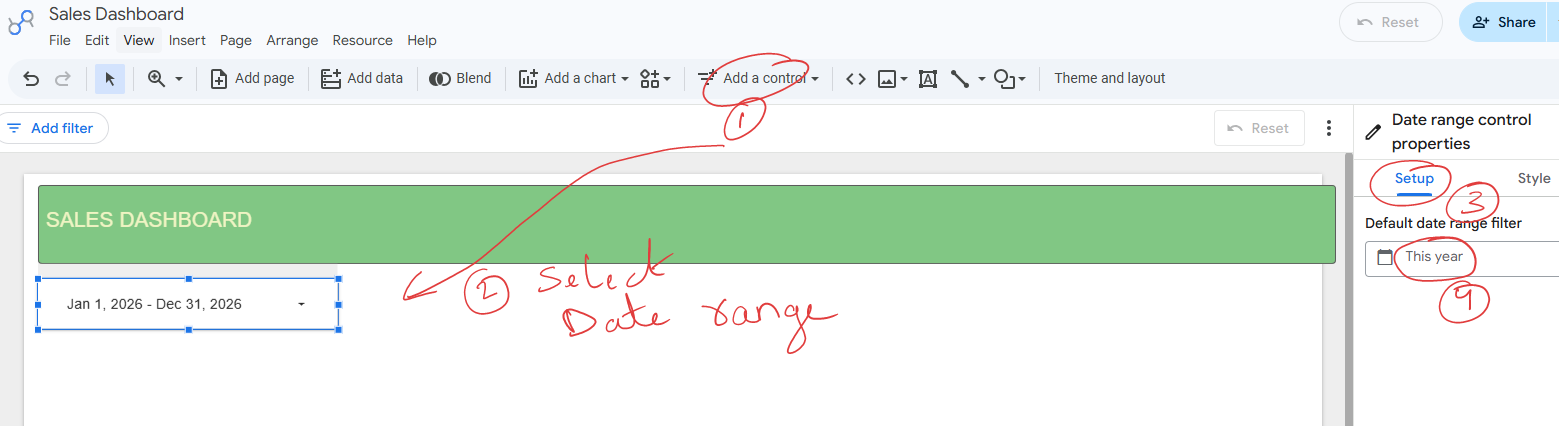 Sales Dashboard
File Edit View Insert Page Arrange Resource Help
Reset
Share
Add page
Add data
Blend
Add a chart
Add a control
Theme and layout
1
Add filter
Reset
Date range control
properties
Setup
Style
3
Default date range filter
This year
4
SALES DASHBOARD
Jan 1, 2026 - Dec 31, 2026
2 Select
Date range